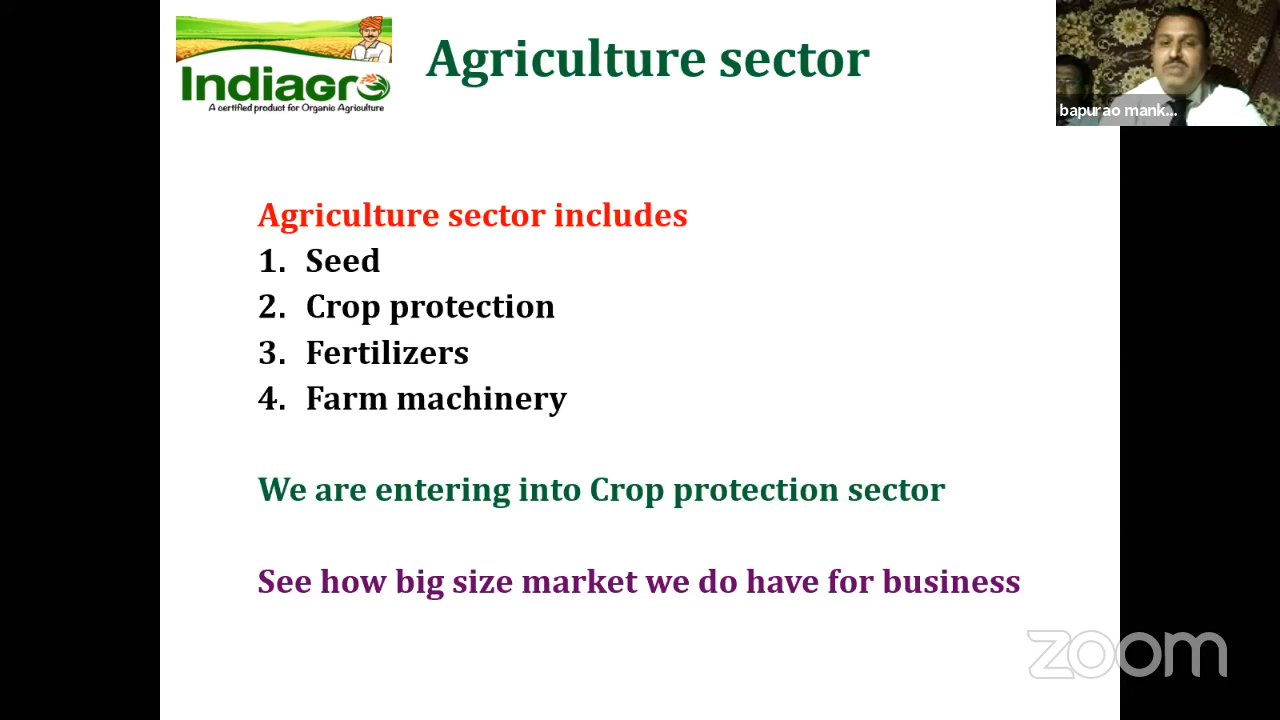 Agriculture sector
Indiagro
A certified product for Organic Agriculture
bapurao mank...
Agriculture sector includes
1. Seed
2. Crop protection
3. Fertilizers
4. Farm machinery
We are entering into Crop protection sector
See how big size market we do have for business
zoom